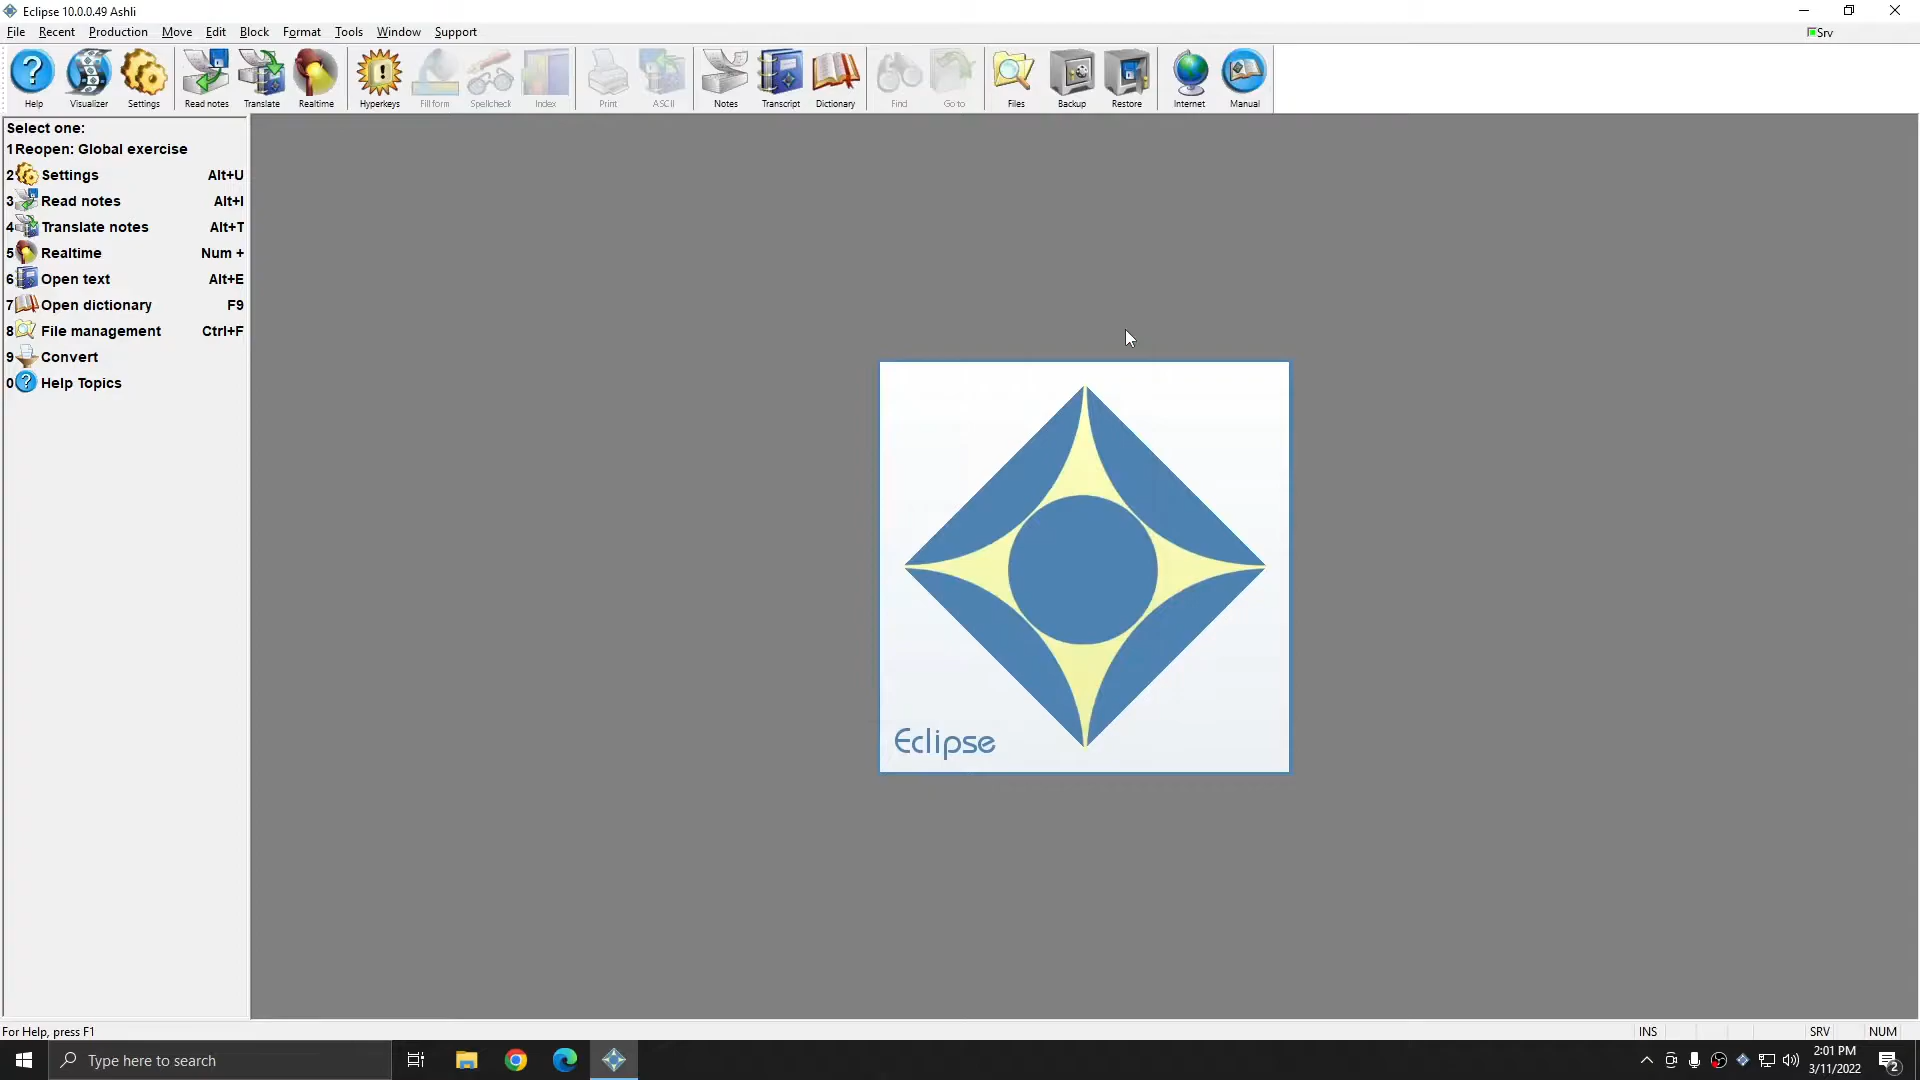 Eclipse 10.0.0.49 Ashli
File Recent Production Move Edit Block Format Tools Window Support
Srv
Help Visualizer Settings Read notes Translate Realtime Hyperkeys Fill form Spellcheck Index Print ASCII Notes Transcript Dictionary Find Go to Files Backup Restore Internet Manual
Select one:
1Reopen: Global exercise
2 Settings Alt+U
3 Read notes Alt+I
4 Translate notes Alt+T
5 Realtime Num +
6 Open text Alt+E
7 Open dictionary F9
8 File management Ctrl+F
9 Convert
0 Help Topics
Eclipse
For Help, press F1
INS SRV NUM
Type here to search
2:01 PM
3/11/2022
2